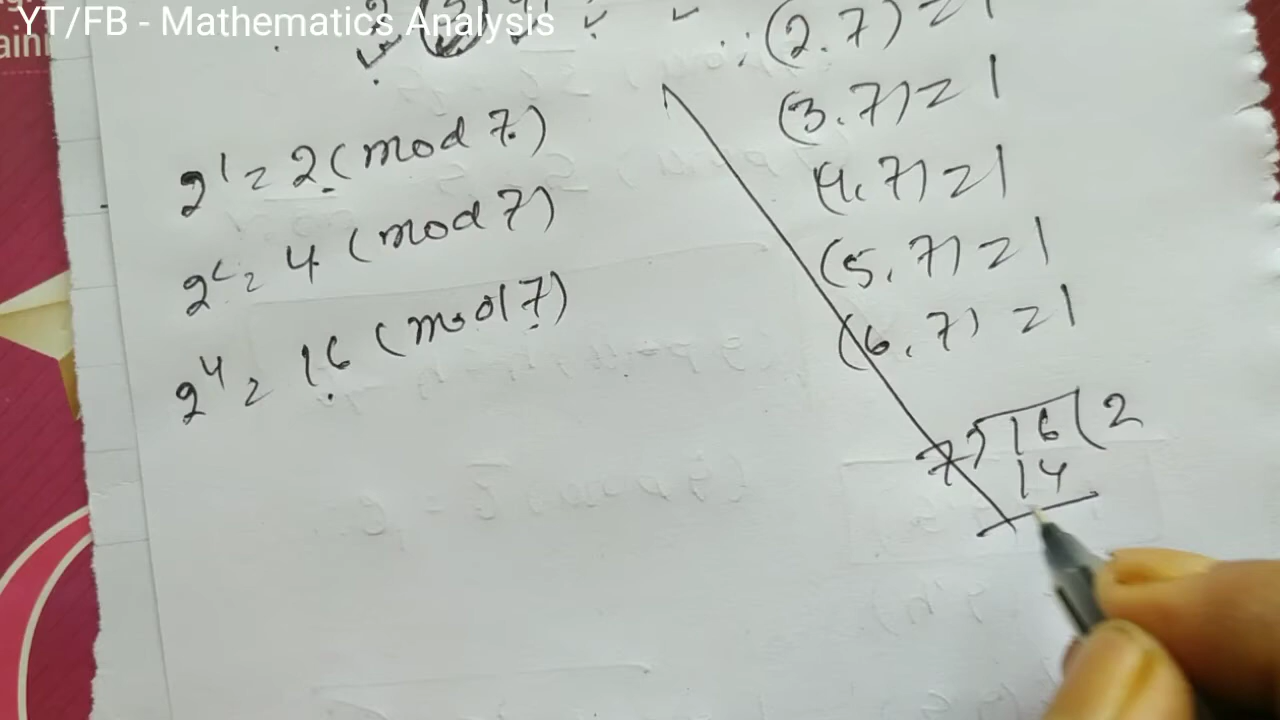 YT/FB - Mathematics Analysis
aini
∴ (2.7) = 1
(3.7) = 1
(4.7) = 1
(5.7) = 1
(6.7) = 1
2¹ = 2 (mod 7)
2² = 4 (mod 7)
2⁴ = 16 (mod 7)
7) 16 (2
14